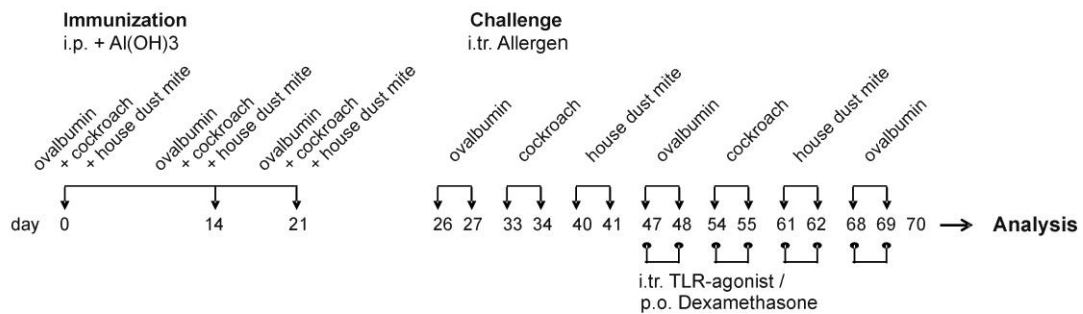 Immunization
i.p. + Al(OH)3
Challenge
i.tr. Allergen
ovalbumin
+ cockroach
+ house dust mite
ovalbumin
+ cockroach
+ house dust mite
ovalbumin
+ cockroach
+ house dust mite
ovalbumin
cockroach
house dust mite
ovalbumin
cockroach
house dust mite
ovalbumin
day 0 14 21 26 27 33 34 40 41 47 48 54 55 61 62 68 69 70 Analysis
i.tr. TLR-agonist /
p.o. Dexamethasone